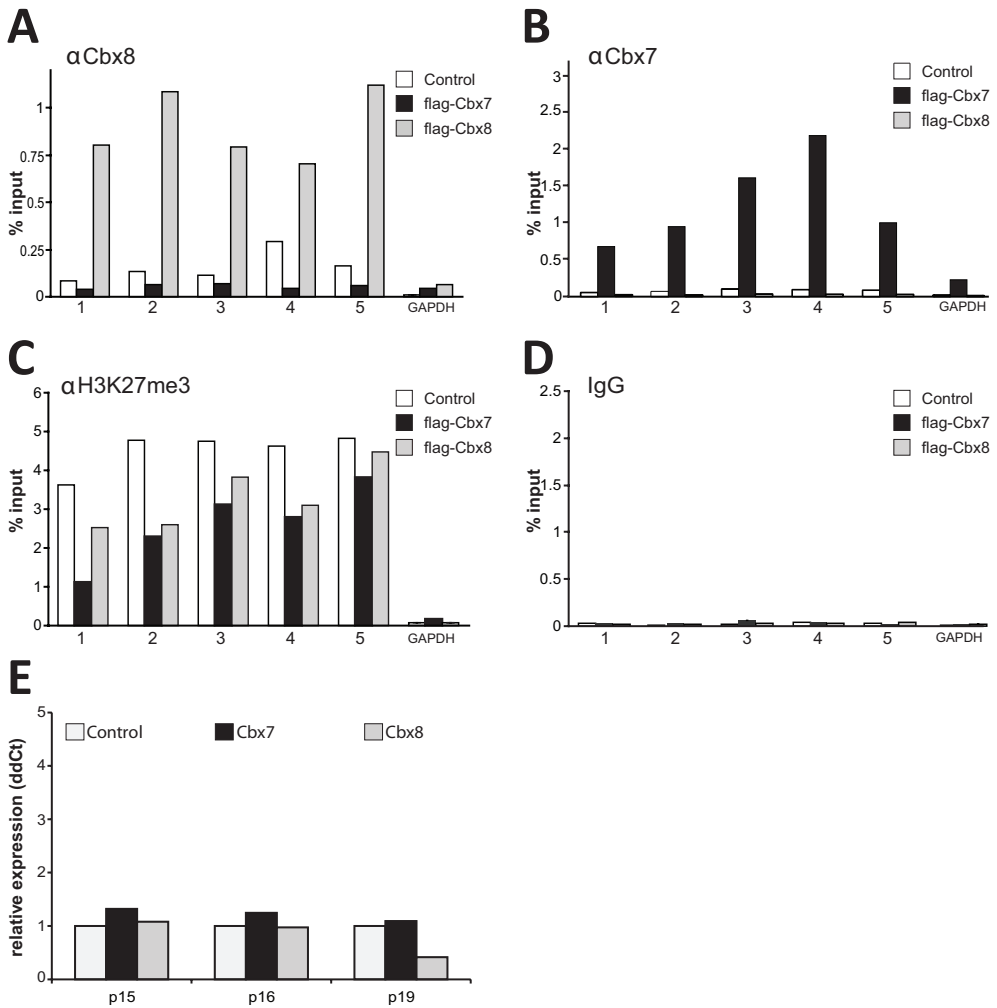 A
αCbx8
% input
1
0.75
0.5
0.25
0
Control
flag-Cbx7
flag-Cbx8
1 2 3 4 5 GAPDH
B
αCbx7
% input
3
2.5
2
1.5
1
0.5
0
Control
flag-Cbx7
flag-Cbx8
1 2 3 4 5 GAPDH
C
αH3K27me3
% input
6
5
4
3
2
1
0
Control
flag-Cbx7
flag-Cbx8
1 2 3 4 5 GAPDH
D
IgG
% input
2.5
2
1.5
1
0.5
0
Control
flag-Cbx7
flag-Cbx8
1 2 3 4 5 GAPDH
E
relative expression (ddCt)
5
4
3
2
1
0
Control Cbx7 Cbx8
p15 p16 p19